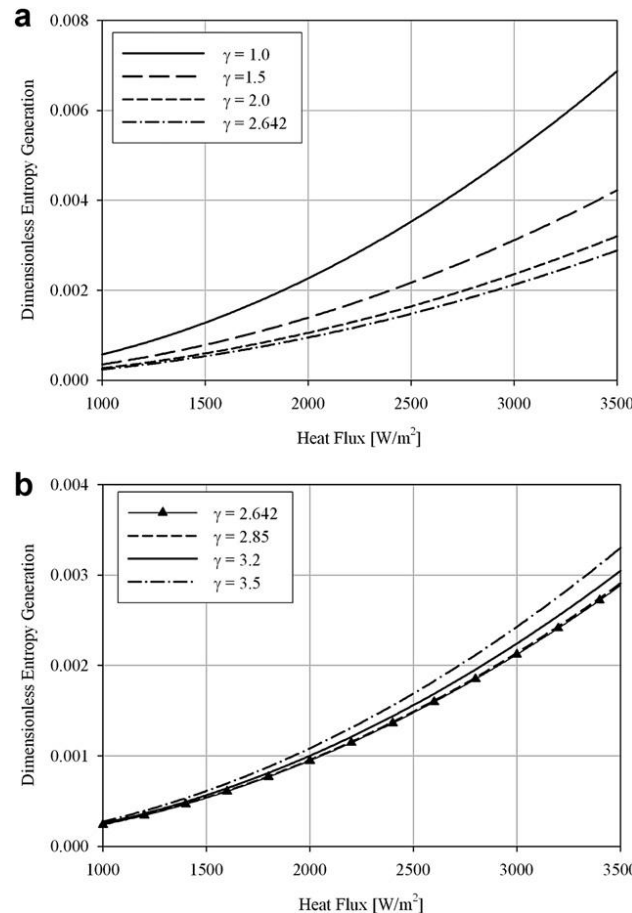 a
0.008
0.006
0.004
0.002
0.000
Dimensionless Entropy Generation
γ = 1.0
γ =1.5
γ = 2.0
γ = 2.642
1000 1500 2000 2500 3000 3500
Heat Flux [W/m²]
b
0.004
0.003
0.002
0.001
0.000
Dimensionless Entropy Generation
γ = 2.642
γ = 2.85
γ = 3.2
γ = 3.5
1000 1500 2000 2500 3000 3500
Heat Flux [W/m²]